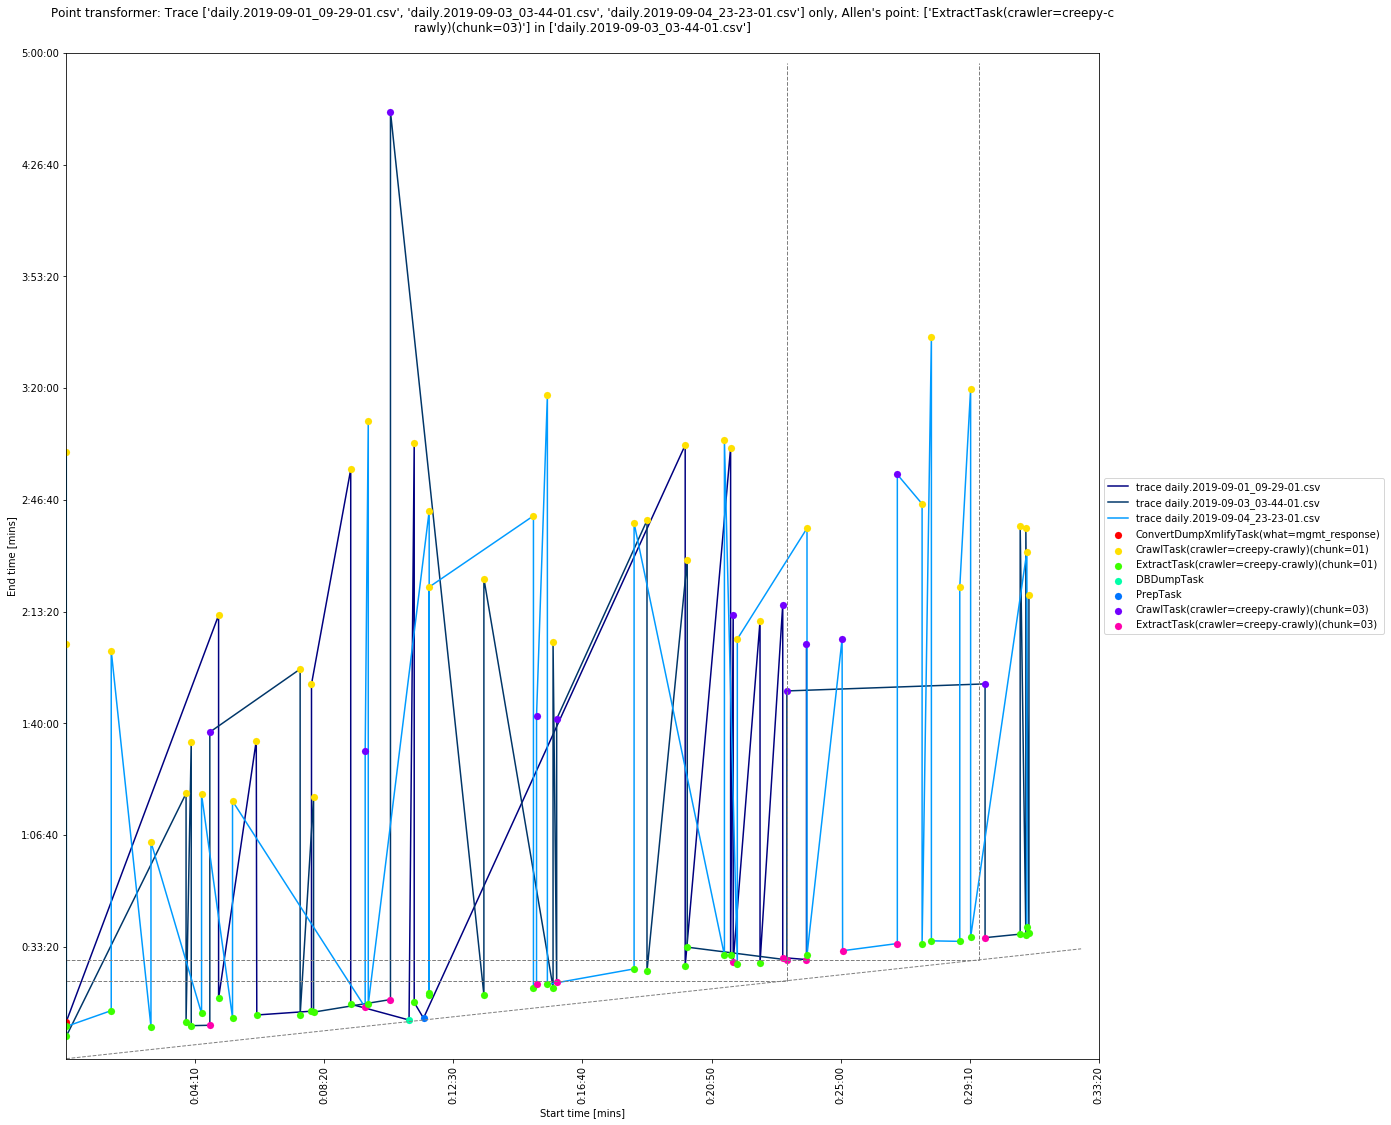 Point transformer: Trace ['daily.2019-09-01_09-29-01.csv', 'daily.2019-09-03_03-44-01.csv', 'daily.2019-09-04_23-23-01.csv'] only, Allen's point: ['ExtractTask(crawler=creepy-c
rawly)(chunk=03)'] in ['daily.2019-09-03_03-44-01.csv']
5:00:00
4:26:40
3:53:20
3:20:00
2:46:40
2:13:20
1:40:00
1:06:40
0:33:20
End time [mins]
0:04:10
0:08:20
0:12:30
0:16:40
0:20:50
0:25:00
0:29:10
0:33:20
Start time [mins]
trace daily.2019-09-01_09-29-01.csv
trace daily.2019-09-03_03-44-01.csv
trace daily.2019-09-04_23-23-01.csv
ConvertDumpXmlifyTask(what=mgmt_response)
CrawlTask(crawler=creepy-crawly)(chunk=01)
ExtractTask(crawler=creepy-crawly)(chunk=01)
DBDumpTask
PrepTask
CrawlTask(crawler=creepy-crawly)(chunk=03)
ExtractTask(crawler=creepy-crawly)(chunk=03)